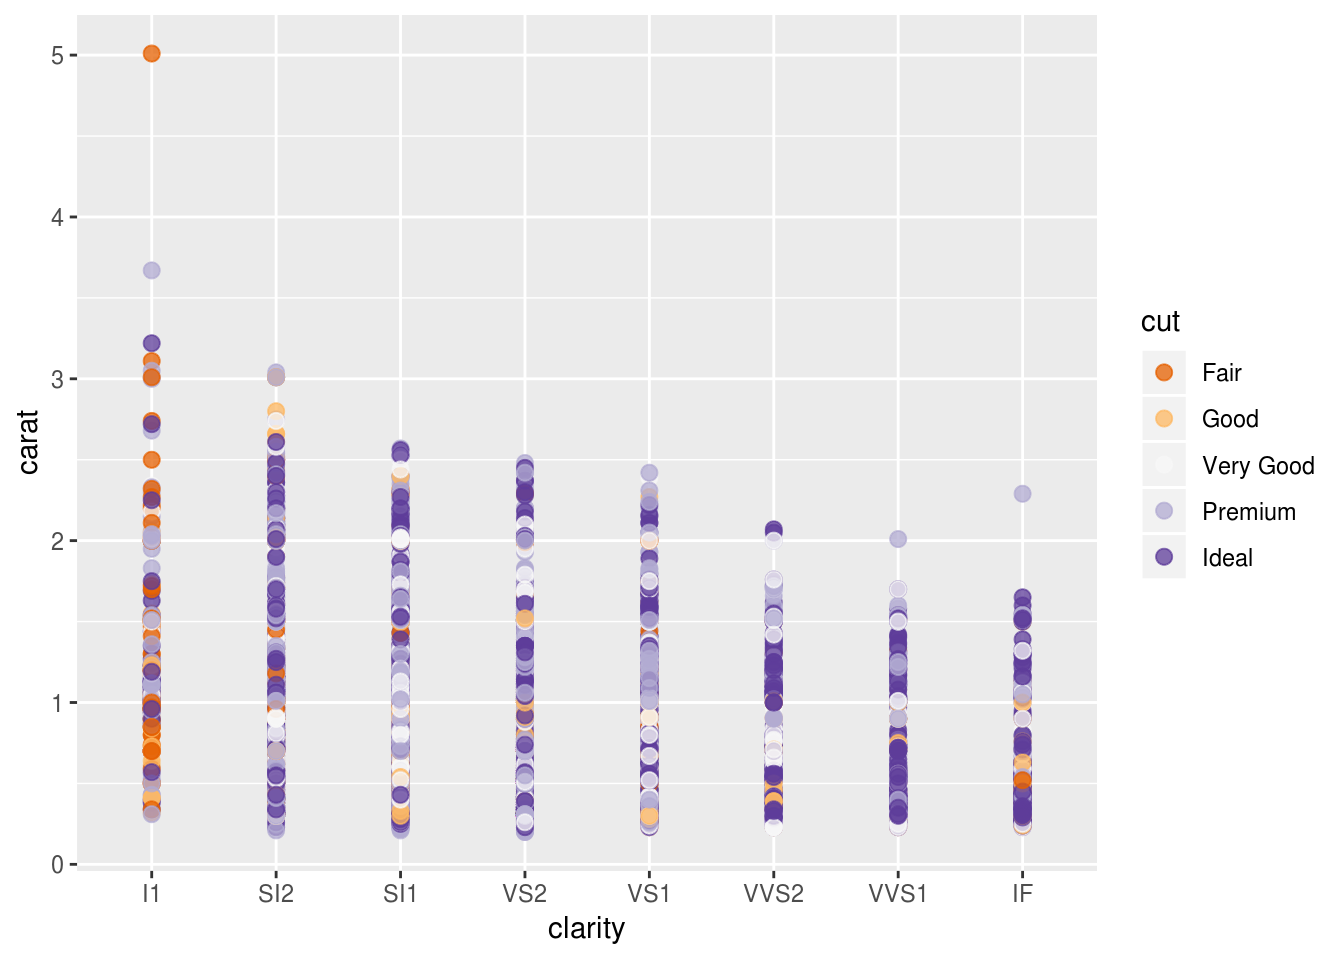 5
4
3
2
1
0
carat
I1 SI2 SI1 VS2 VS1 VVS2 VVS1 IF
clarity
cut
Fair
Good
Very Good
Premium
Ideal